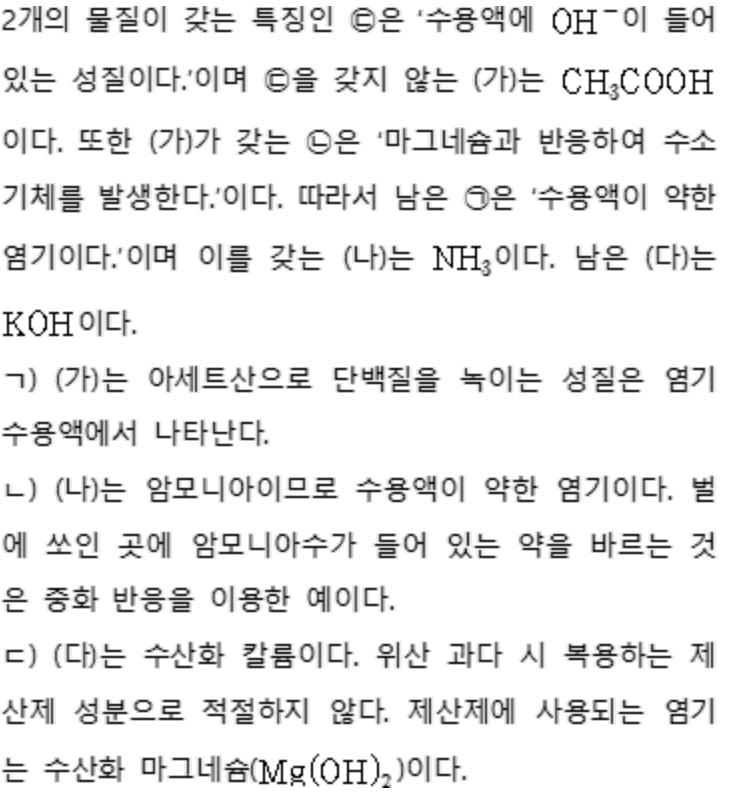 2개의 물질이 갖는 특징인 ㉢은 ‘수용액에 OH⁻이 들어
있는 성질이다.’이며 ㉢을 갖지 않는 (가)는 CH₃COOH
이다. 또한 (가)가 갖는 ㉡은 ‘마그네슘과 반응하여 수소
기체를 발생한다.’이다. 따라서 남은 ㉠은 ‘수용액이 약한
염기이다.’이며 이를 갖는 (나)는 NH₃이다. 남은 (다)는
KOH이다.
ㄱ) (가)는 아세트산으로 단백질을 녹이는 성질은 염기
수용액에서 나타난다.
ㄴ) (나)는 암모니아이므로 수용액이 약한 염기이다. 벌
에 쏘인 곳에 암모니아수가 들어 있는 약을 바르는 것
은 중화 반응을 이용한 예이다.
ㄷ) (다)는 수산화 칼륨이다. 위산 과다 시 복용하는 제
산제 성분으로 적절하지 않다. 제산제에 사용되는 염기
는 수산화 마그네슘(Mg(OH)₂)이다.